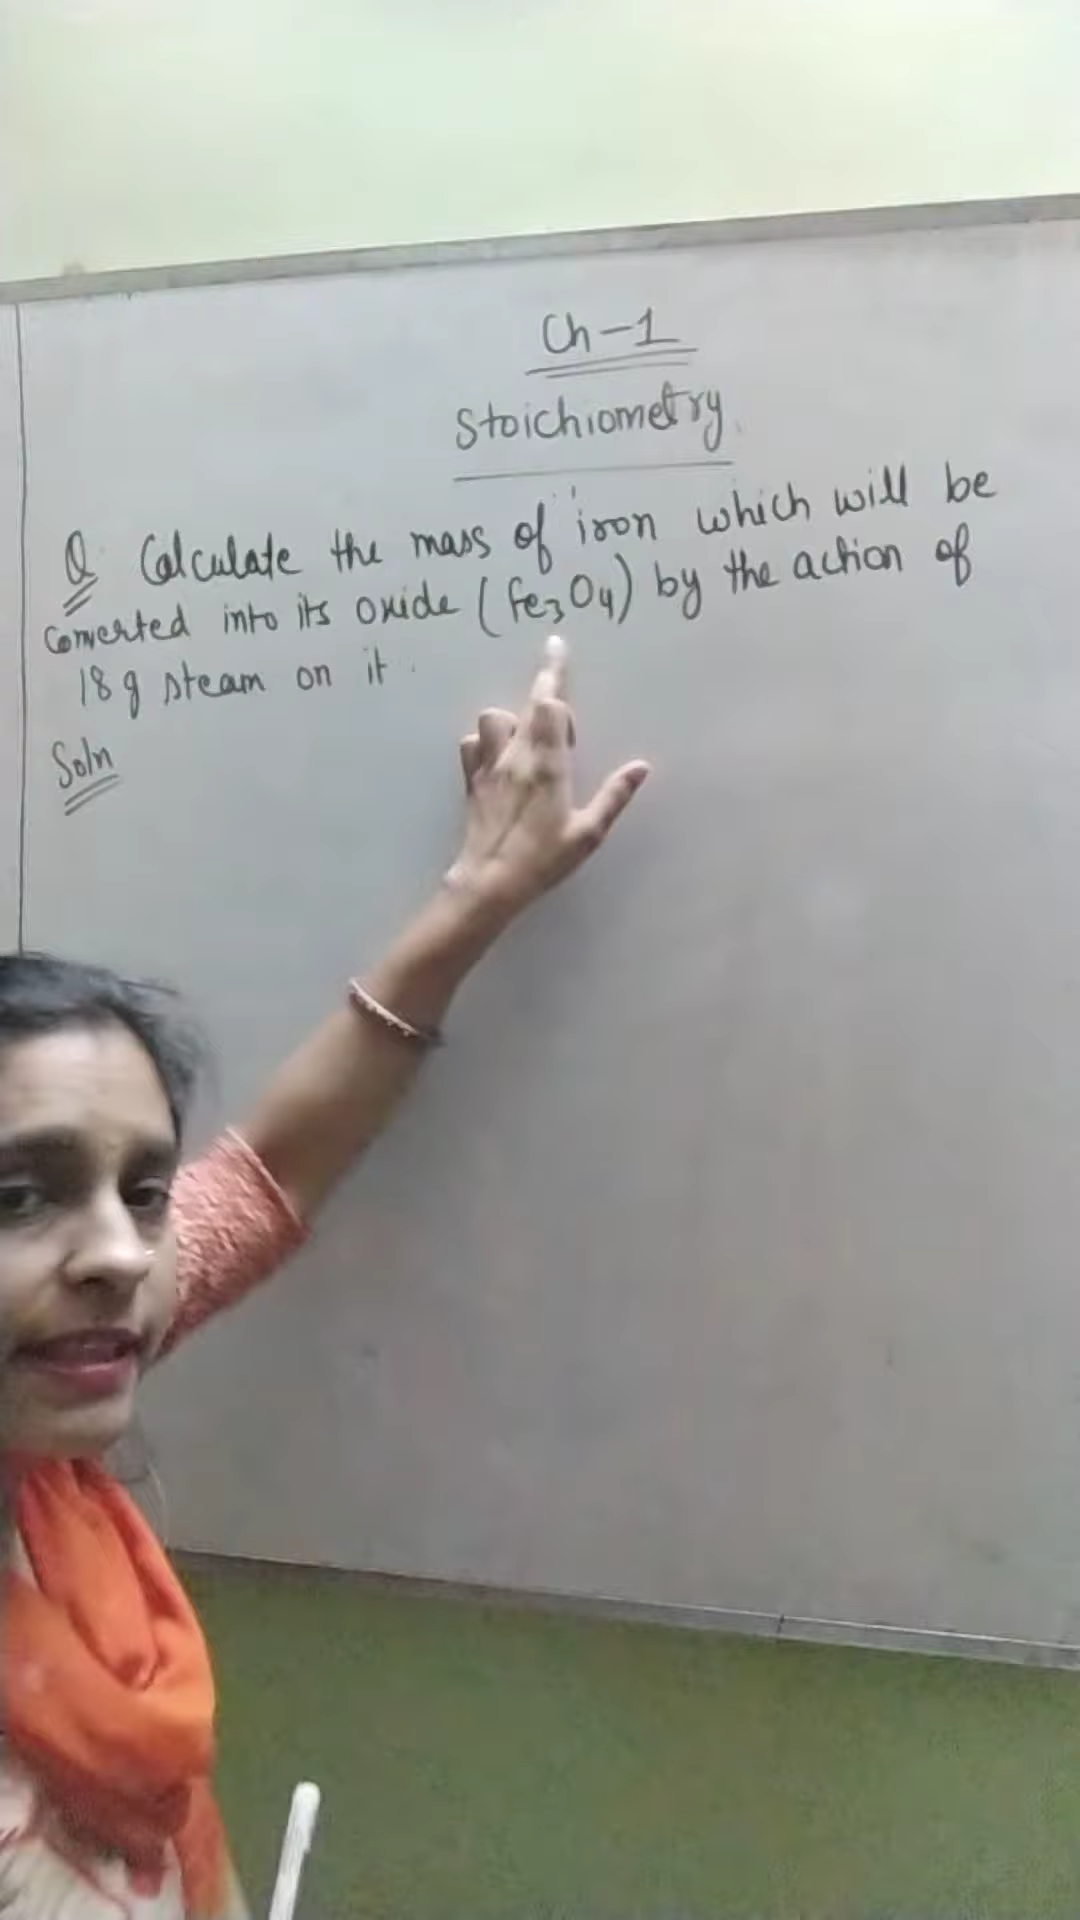 Ch-1
Stoichiometry
Q. Calculate the mass of iron which will be
converted into its oxide (Fe3O4) by the action of
18 g steam on it.
Soln